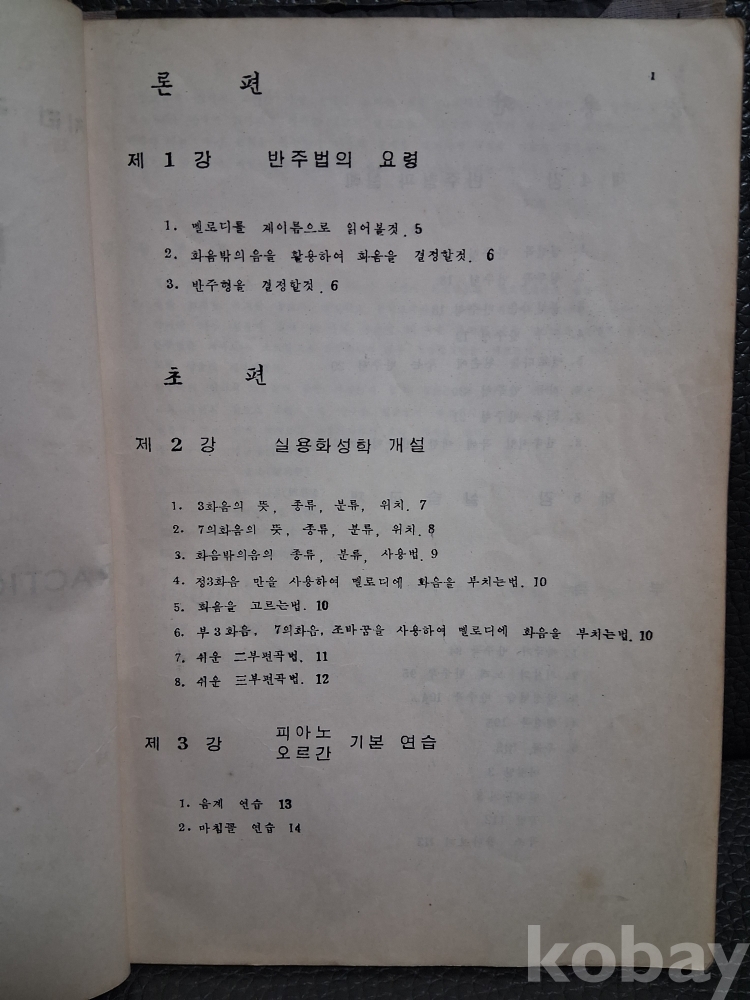 론 편
1
제 1 강 반주법의 요령
1. 멜로디를 제이름으로 읽어볼것. 5
2. 화음밖의음을 활용하여 화음을 결정할것. 6
3. 반주형을 결정할것. 6
초 편
제 2 강 실용화성학 개설
1. 3화음의 뜻, 종류, 분류, 위치. 7
2. 7의화음의 뜻, 종류, 분류, 위치. 8
3. 화음밖의음의 종류, 분류, 사용법. 9
4. 정3화음 만을 사용하여 멜로디에 화음을 부치는법. 10
5. 화음을 고르는법. 10
6. 부3화음, 7의화음, 조바꿈을 사용하여 멜로디에 화음을 부치는법. 10
7. 쉬운 二부편곡법. 11
8. 쉬운 三부편곡법. 12
제 3 강 피아노 기본 연습
오르간
1. 음계 연습 13
2. 마침꼴 연습 14
ACTIO
kobay